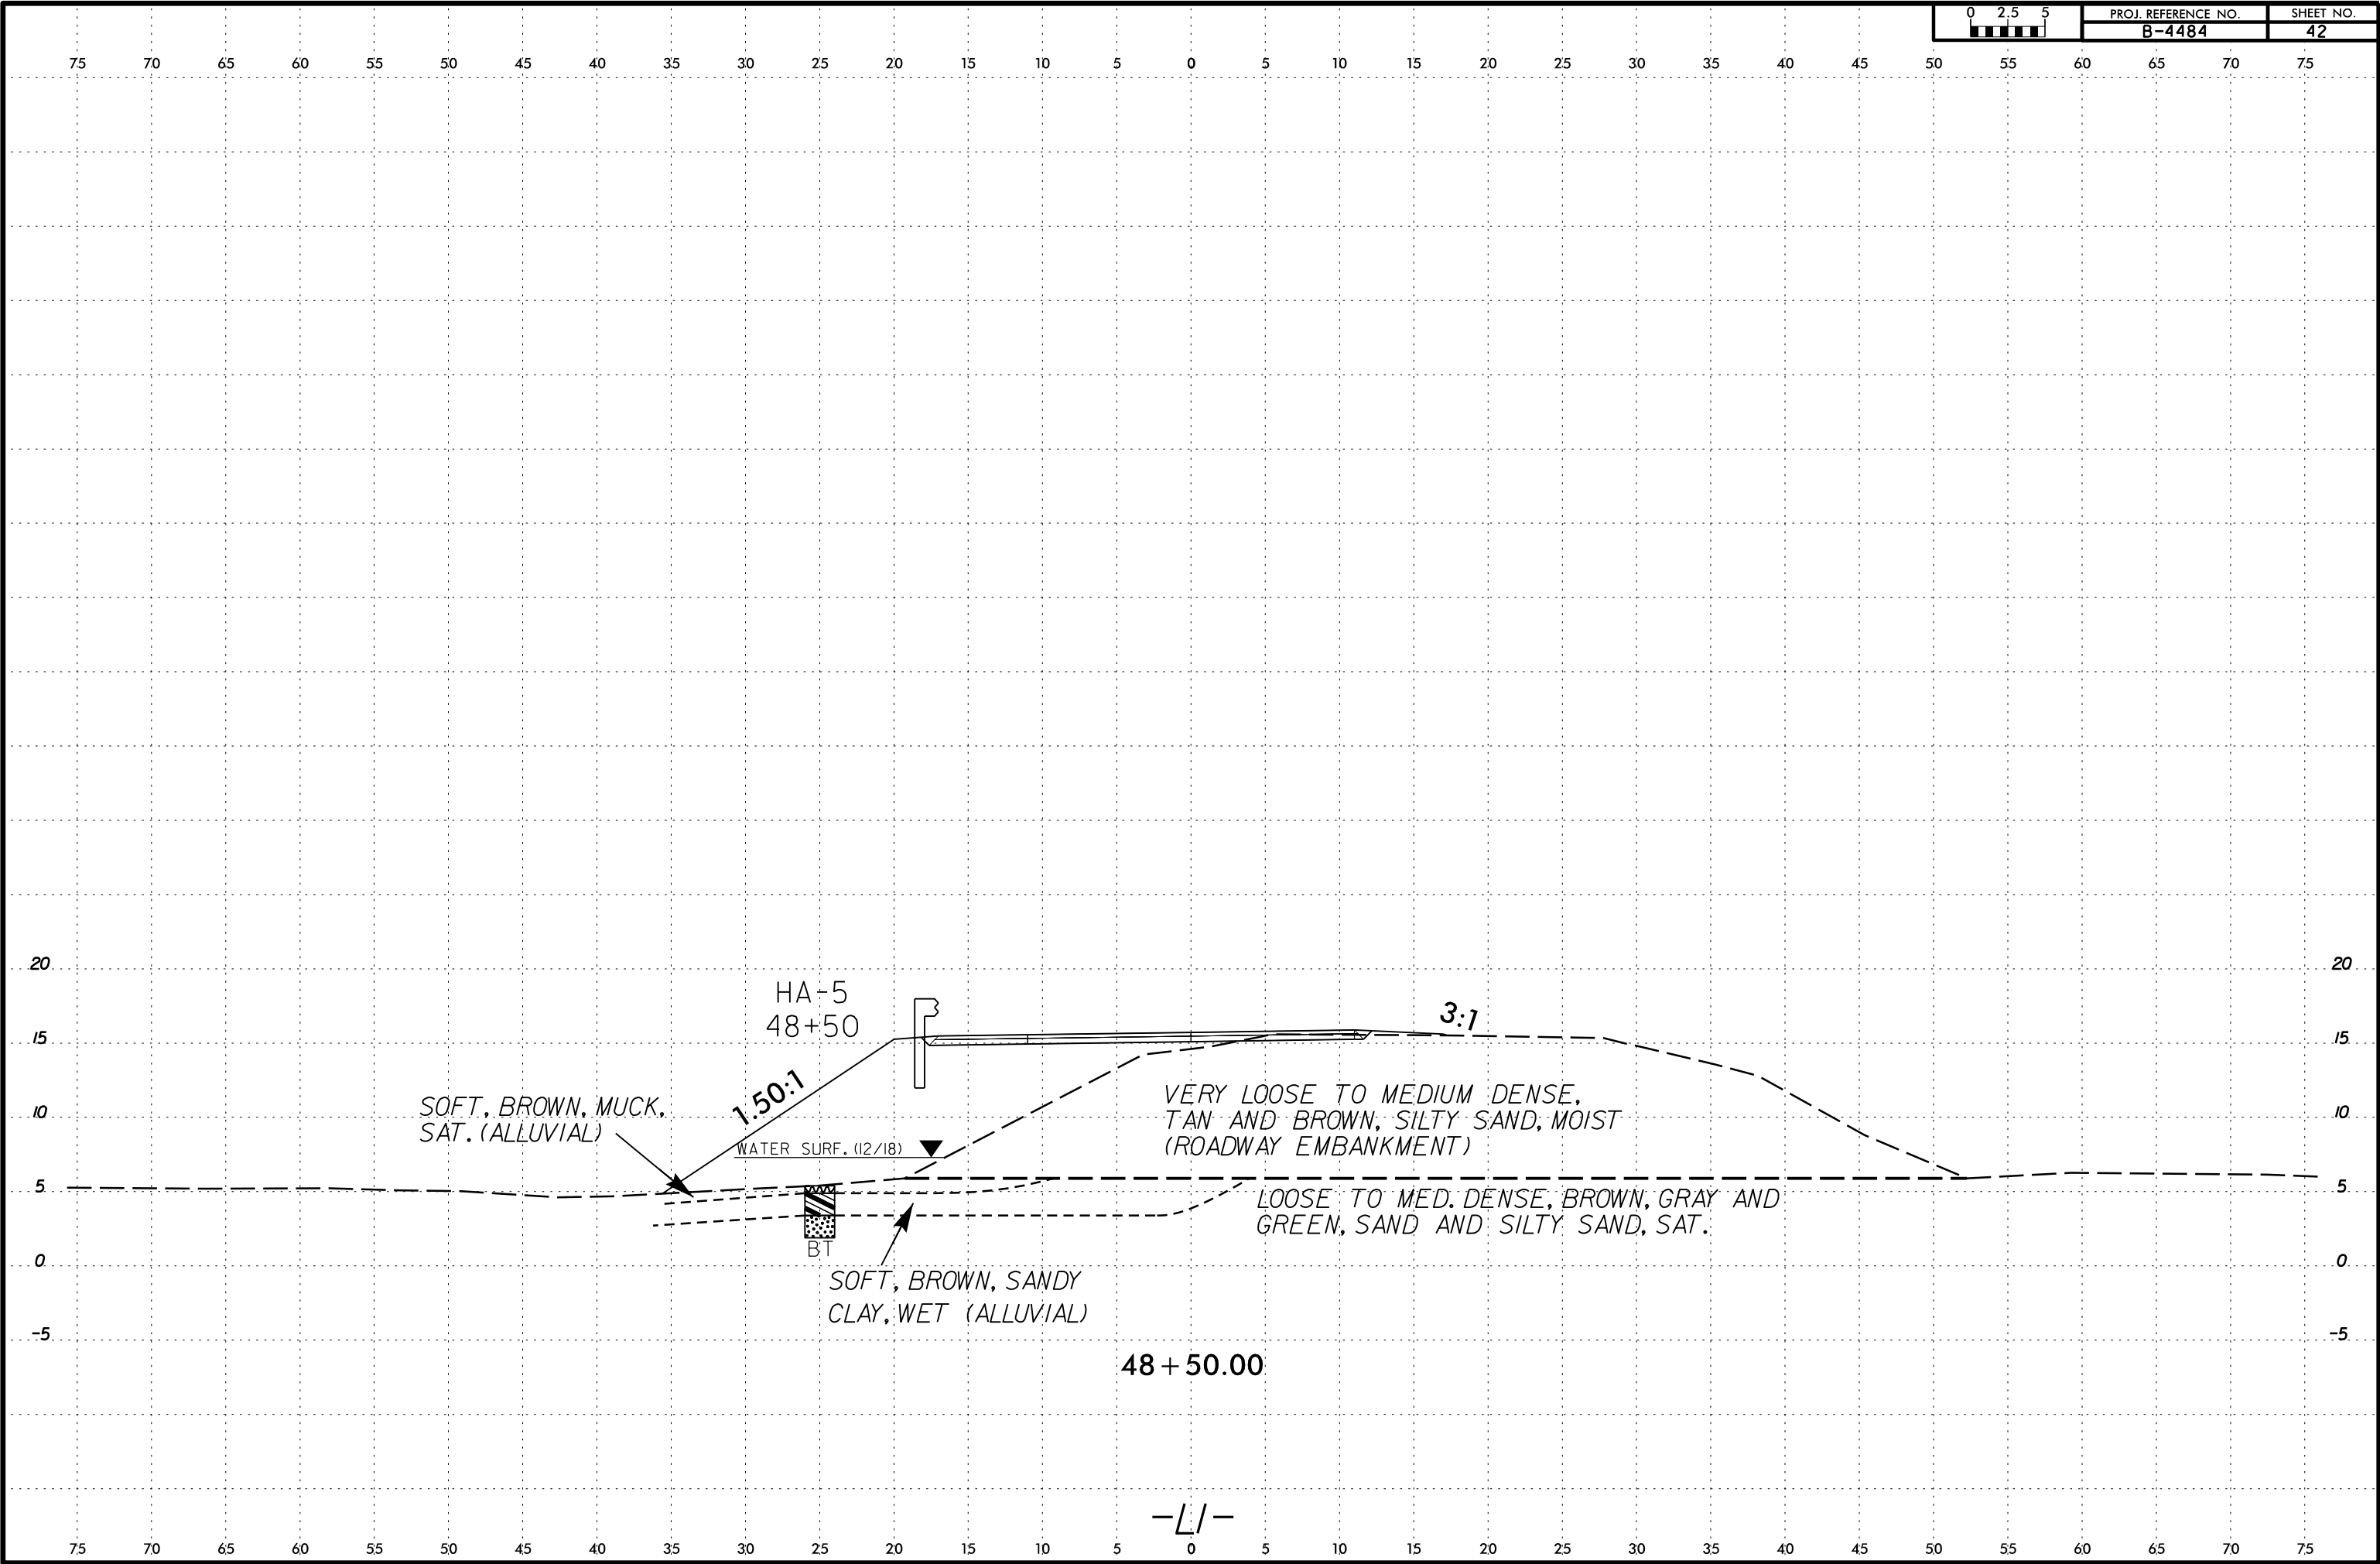 0 2.5 5
PROJ. REFERENCE NO.
SHEET NO.
B-4484
42
75 70 65 60 55 50 45 40 35 30 25 20 15 10 5 0 5 10 15 20 25 30 35 40 45 50 55 60 65 70 75
20 20
HA-5
48+50
3:1
15 15
1.50:1
10 10
SOFT, BROWN, MUCK,
SAT. (ALLUVIAL)
VERY LOOSE TO MEDIUM DENSE,
TAN AND BROWN, SILTY SAND, MOIST
(ROADWAY EMBANKMENT)
WATER SURF. (12/18)
5 5
LOOSE TO MED. DENSE, BROWN, GRAY AND
GREEN, SAND AND SILTY SAND, SAT.
BT
0 0
SOFT, BROWN, SANDY
CLAY, WET (ALLUVIAL)
-5 -5
48+50.00
-L1-
75 70 65 60 55 50 45 40 35 30 25 20 15 10 5 0 5 10 15 20 25 30 35 40 45 50 55 60 65 70 75